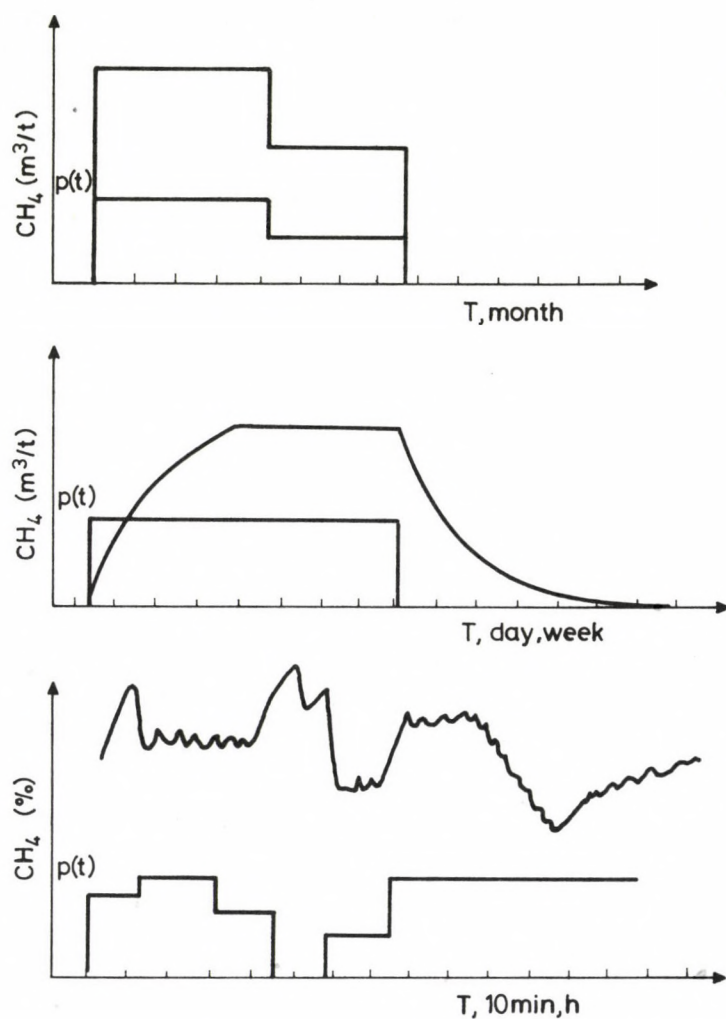 CH₄ (m³/t)
p(t)
T, month
CH₄ (m³/t)
p(t)
T, day, week
CH₄ (%)
p(t)
T, 10min, h